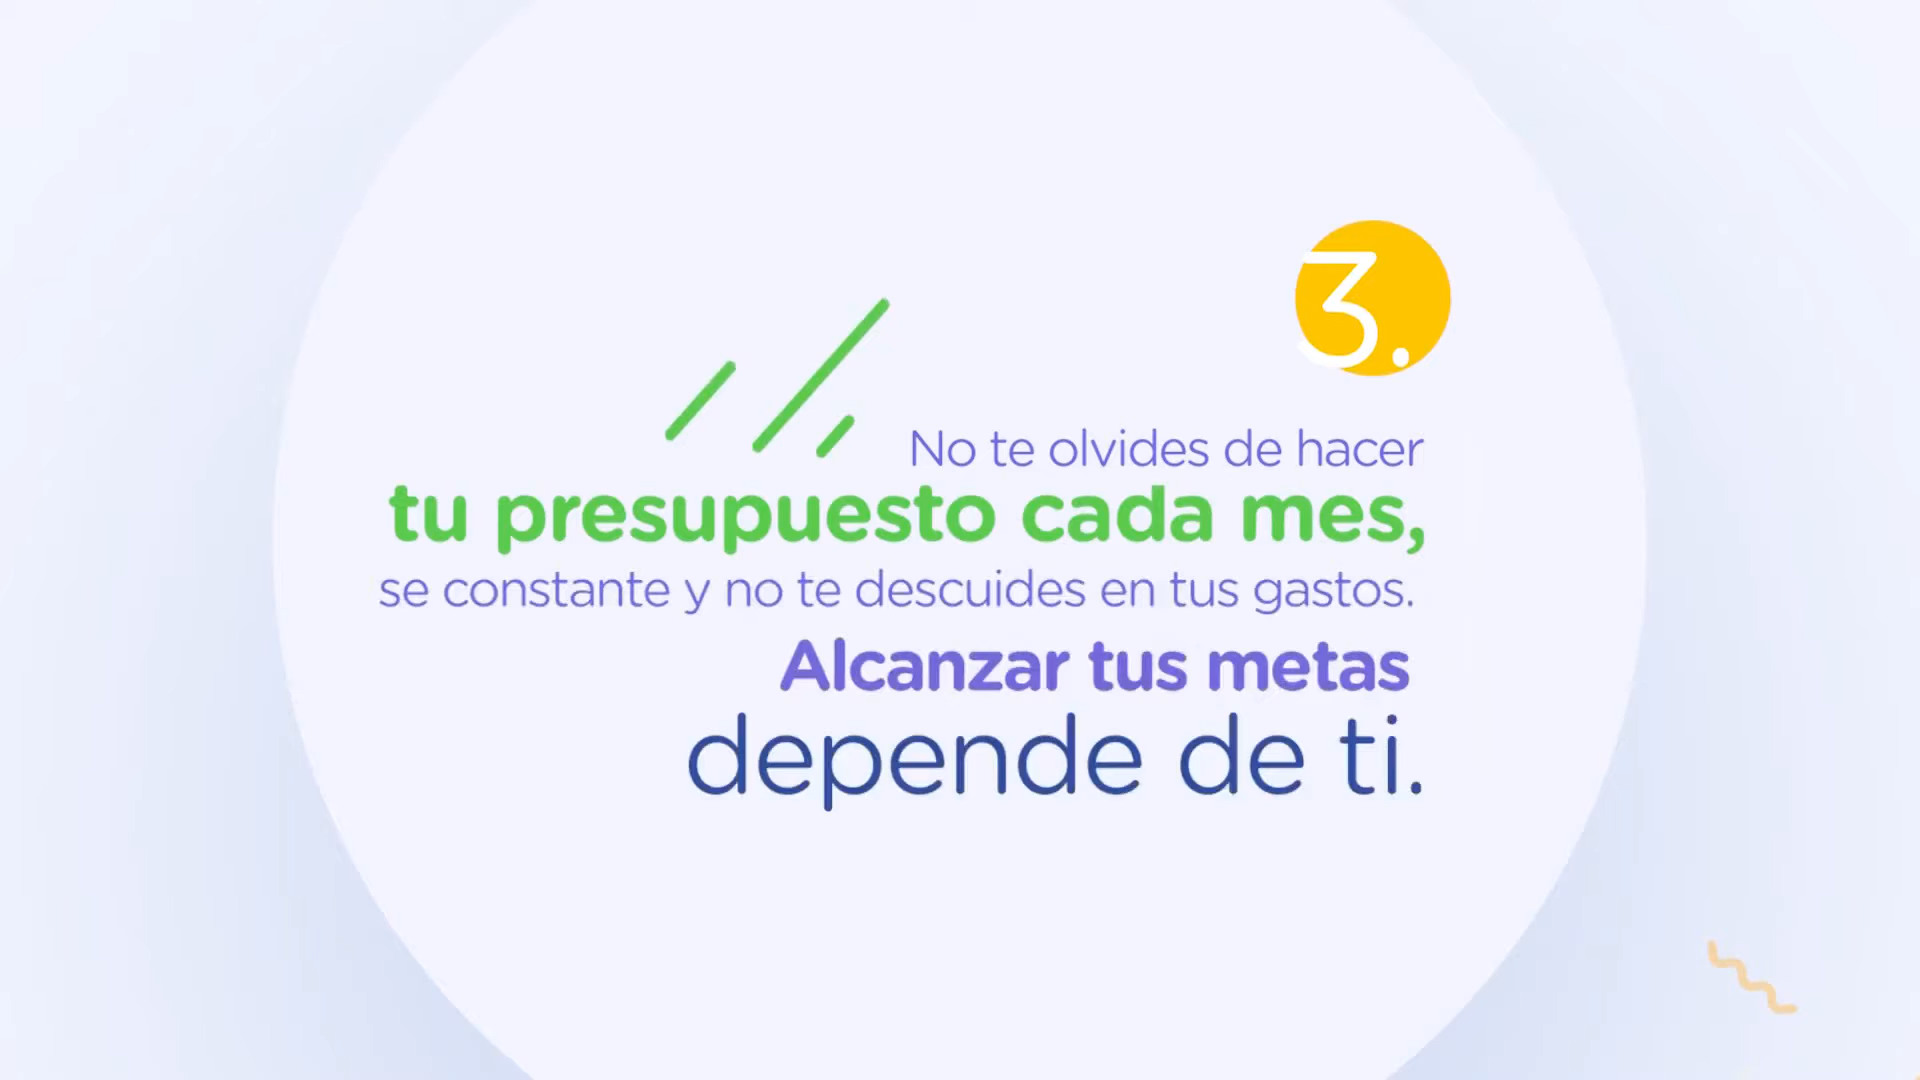 3.
No te olvides de hacer
tu presupuesto cada mes,
se constante y no te descuides en tus gastos.
Alcanzar tus metas
depende de ti.